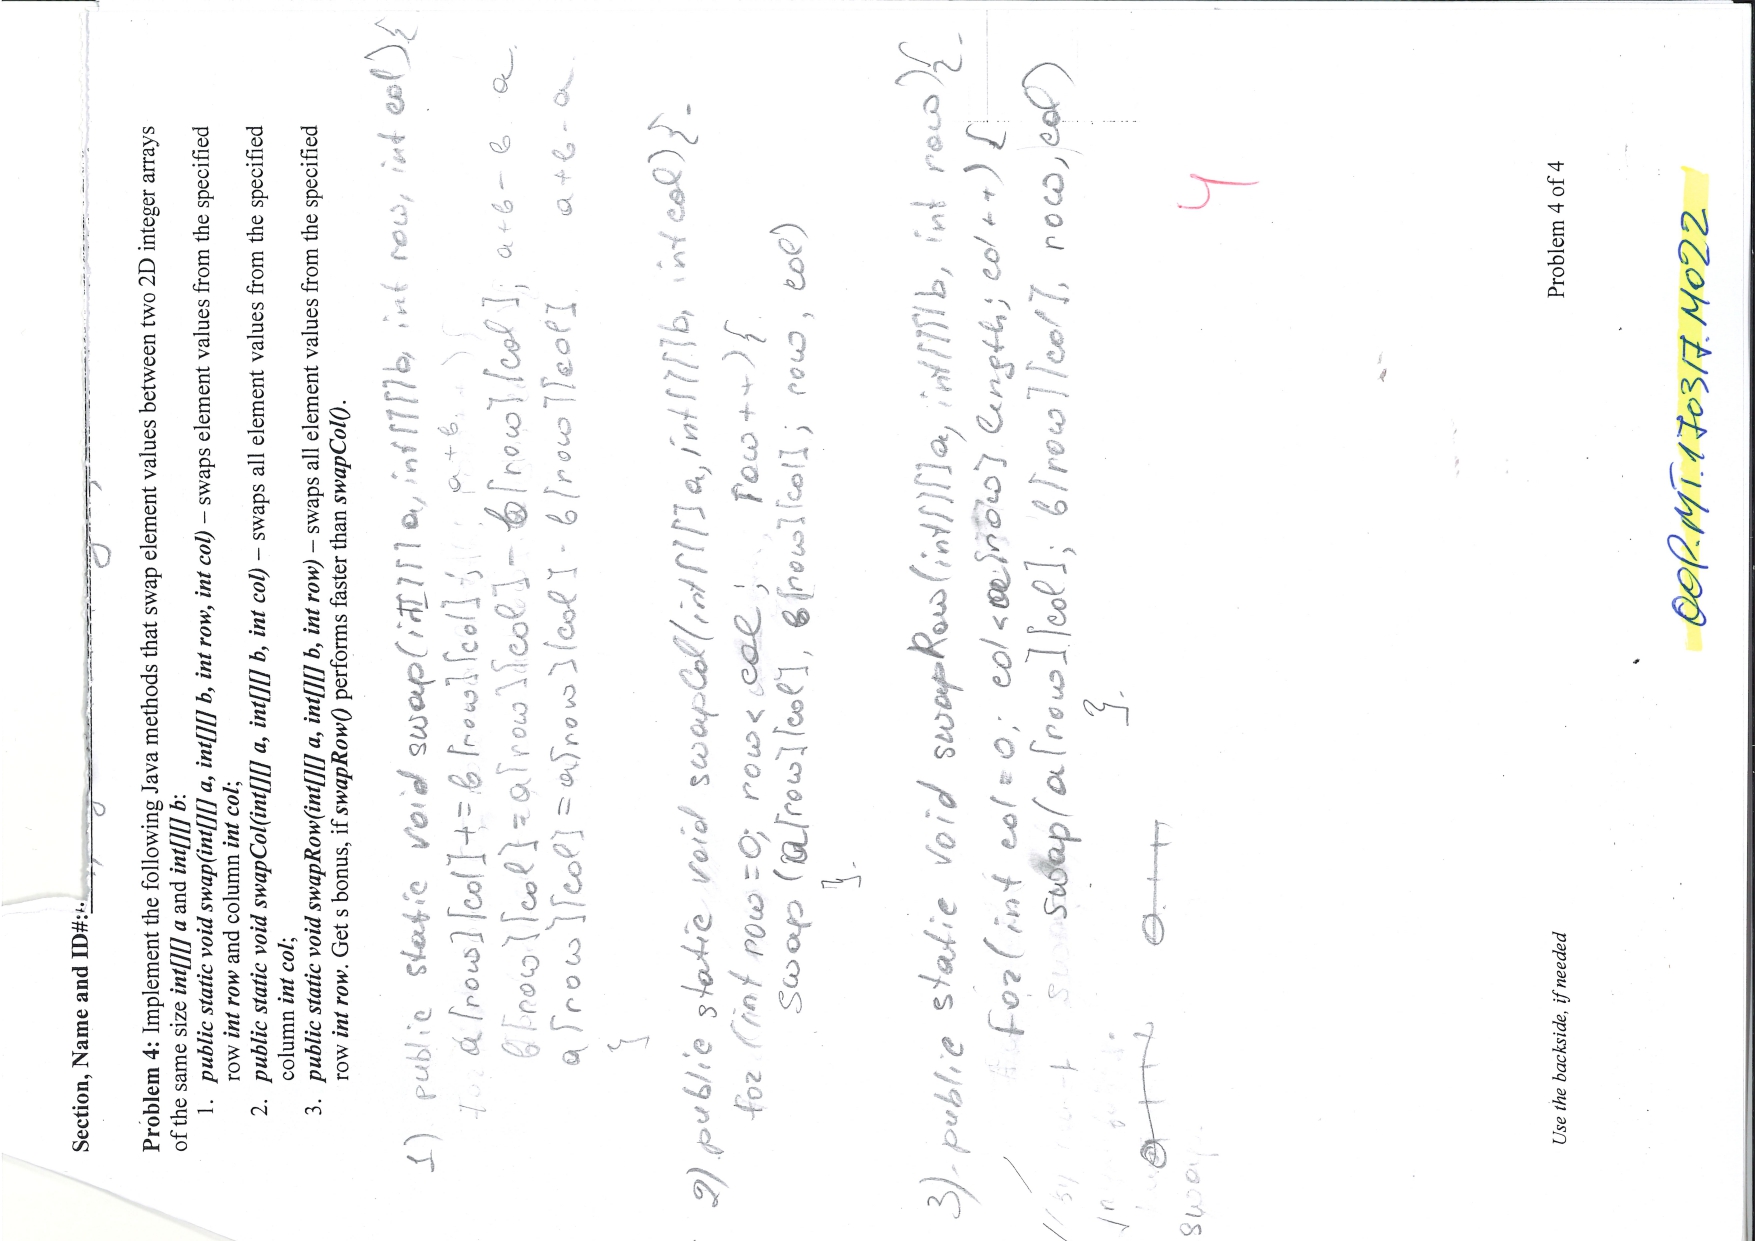 Section, Name and ID#:
Problem 4: Implement the following Java methods that swap element values between two 2D integer arrays
of the same size int[][] a and int[][] b:
1. public static void swap(int[][] a, int[][] b, int row, int col) – swaps element values from the specified
row int row and column int col;
2. public static void swapCol(int[][] a, int[][] b, int col) – swaps all element values from the specified
column int col;
3. public static void swapRow(int[][] a, int[][] b, int row) – swaps all element values from the specified
row int row. Get s bonus, if swapRow() performs faster than swapCol().
1) public static void swap(int[][] a, int[][]b, int row, int col){
a[row][col]+=b[row][col]; a+b
b[row][col]=a[row][col]-b[row][col]; a+b-b a
a[row][col]=a[row][col]-b[row][col] a+b-a
}
2) public static void swapCol(int[][] a, int[][]b, int col){
for (int row=0; row< col; row++){
swap (a[row][col], b[row][col]; row, col)
}
3) public static void swapRow(int[][]a, int[][]b, int row){
for(int col=0; col<a[row] length; col++) {
swap(a[row][col]; b[row][col], row, col)
}
swap
4
Use the backside, if needed
Problem 4 of 4
OOP.MT.170317.M022